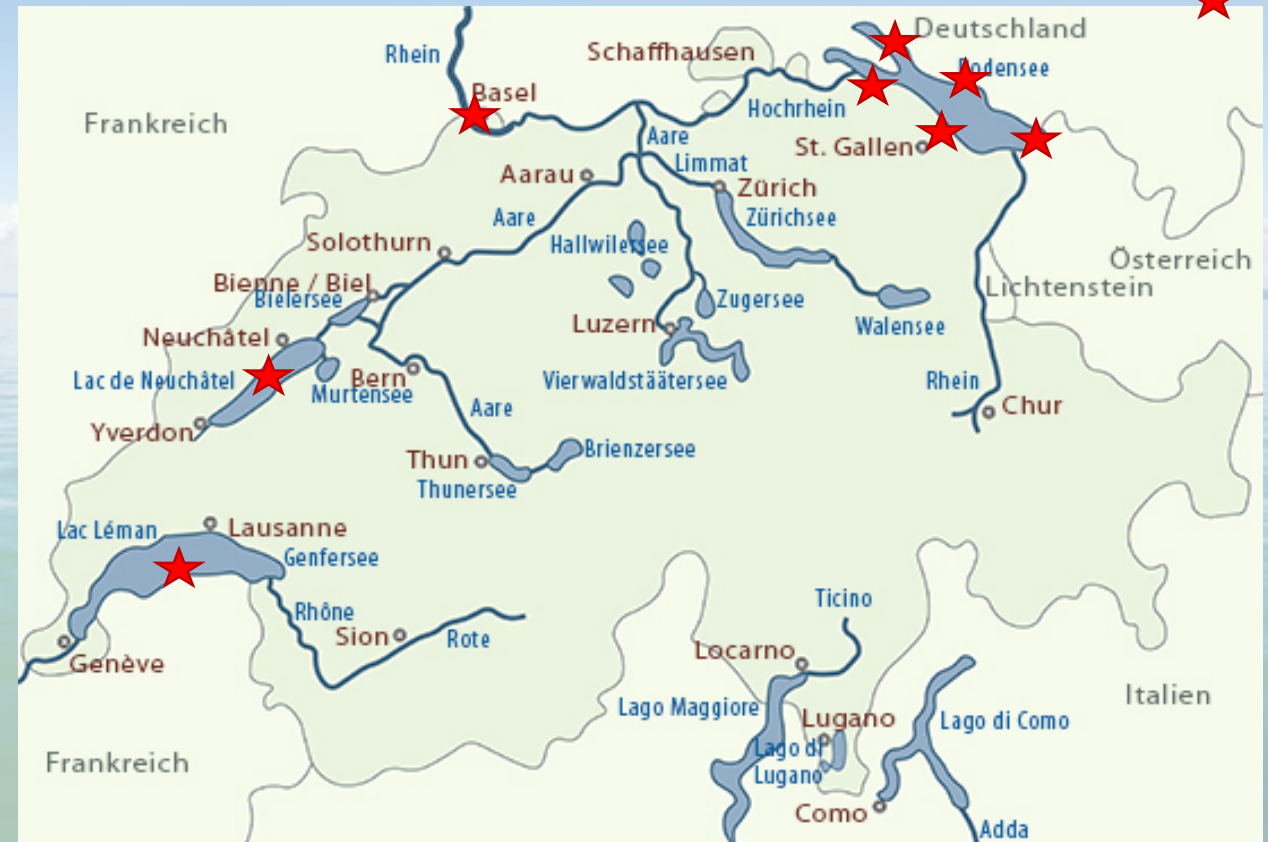 Deutschland
Rhein
Schaffhausen
Bodensee
Basel
Hochrhein
Frankreich
Aare
St. Gallen
Limmat
Aarau
Zürich
Aare
Zürichsee
Solothurn
Hallwilersee
Österreich
Bienne / Biel
Lichtenstein
Bielersee
Zugersee
Luzern
Walensee
Neuchâtel
Lac de Neuchâtel
Bern
Vierwaldstäätersee
Rhein
Murtensee
Chur
Aare
Yverdon
Brienzersee
Thun
Thunersee
Lac Léman
Lausanne
Genfersee
Ticino
Rhône
Sion
Rote
Locarno
Genève
Italien
Lago Maggiore
Lugano
Lago di Como
Lago di
Lugano
Frankreich
Como
Adda